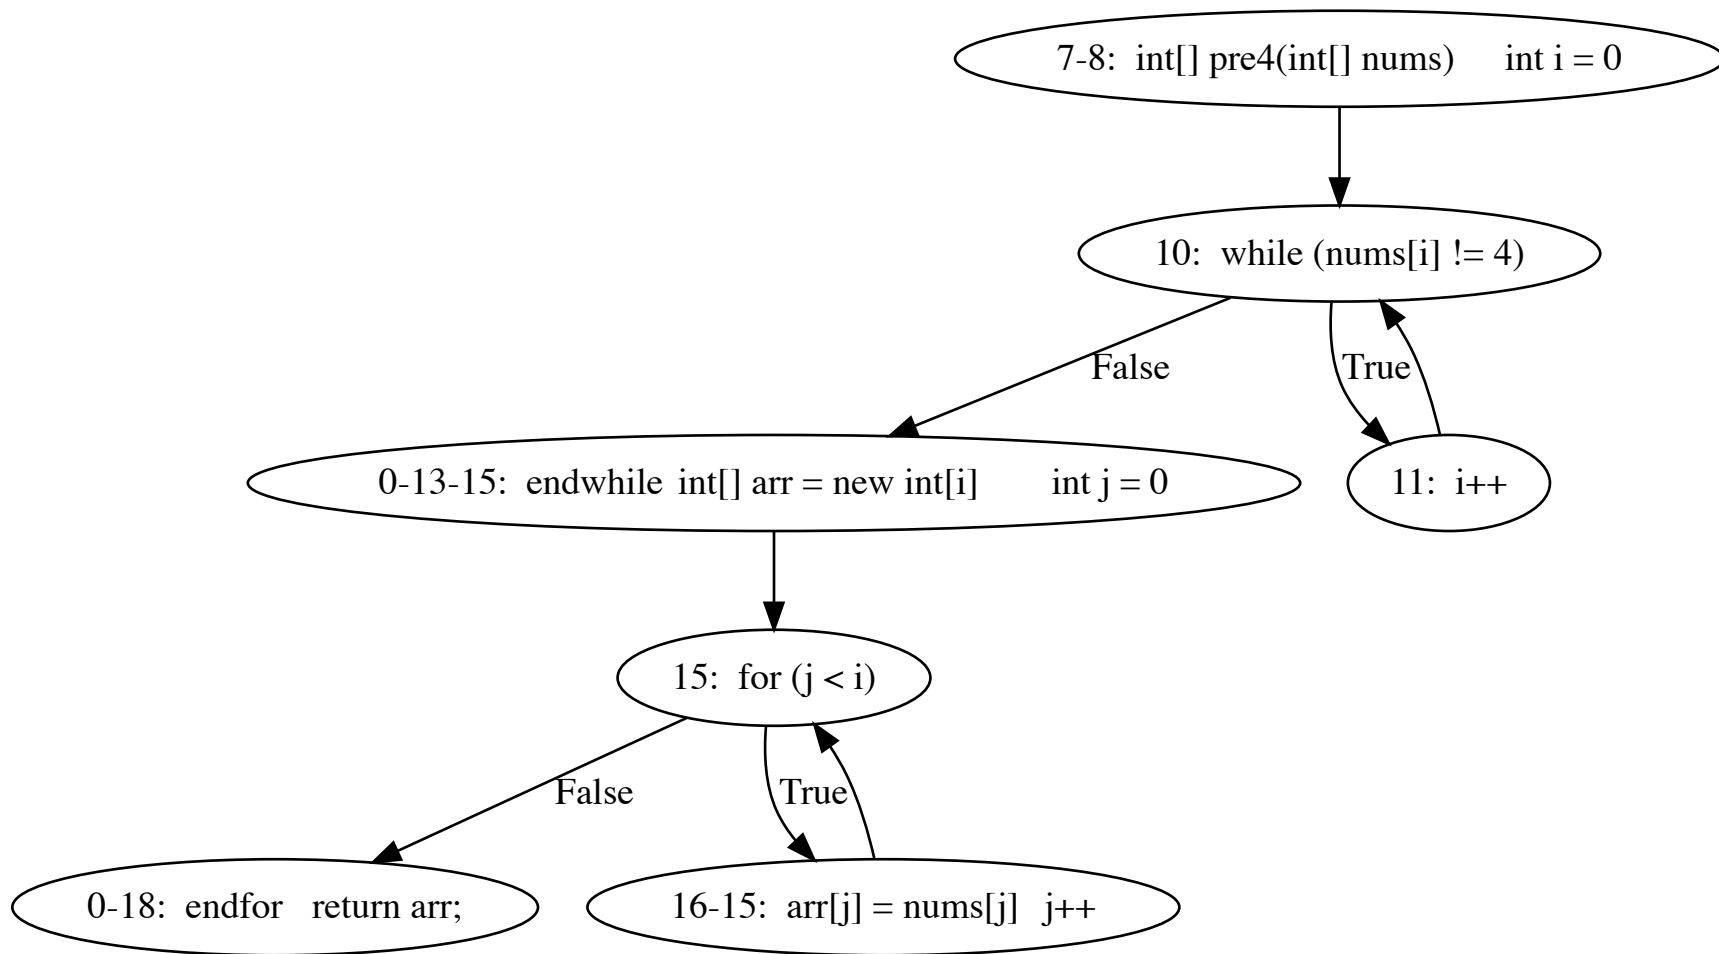 7-8:  int[] pre4(int[] nums)     int i = 0
10:  while (nums[i] != 4)
False
True
0-13-15:  endwhile  int[] arr = new int[i]       int j = 0
11:  i++
15:  for (j < i)
False
True
0-18:  endfor   return arr;
16-15:  arr[j] = nums[j]   j++